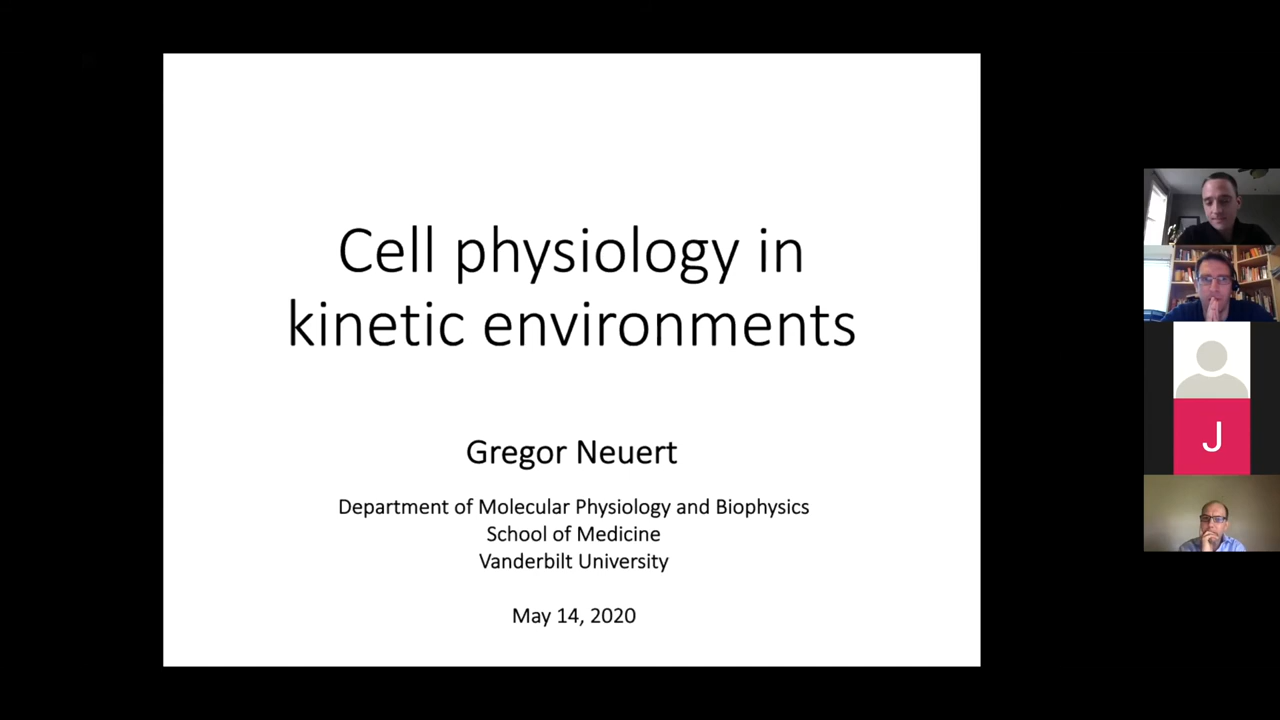 Cell physiology in
kinetic environments
Gregor Neuert
Department of Molecular Physiology and Biophysics
School of Medicine
Vanderbilt University
May 14, 2020
J